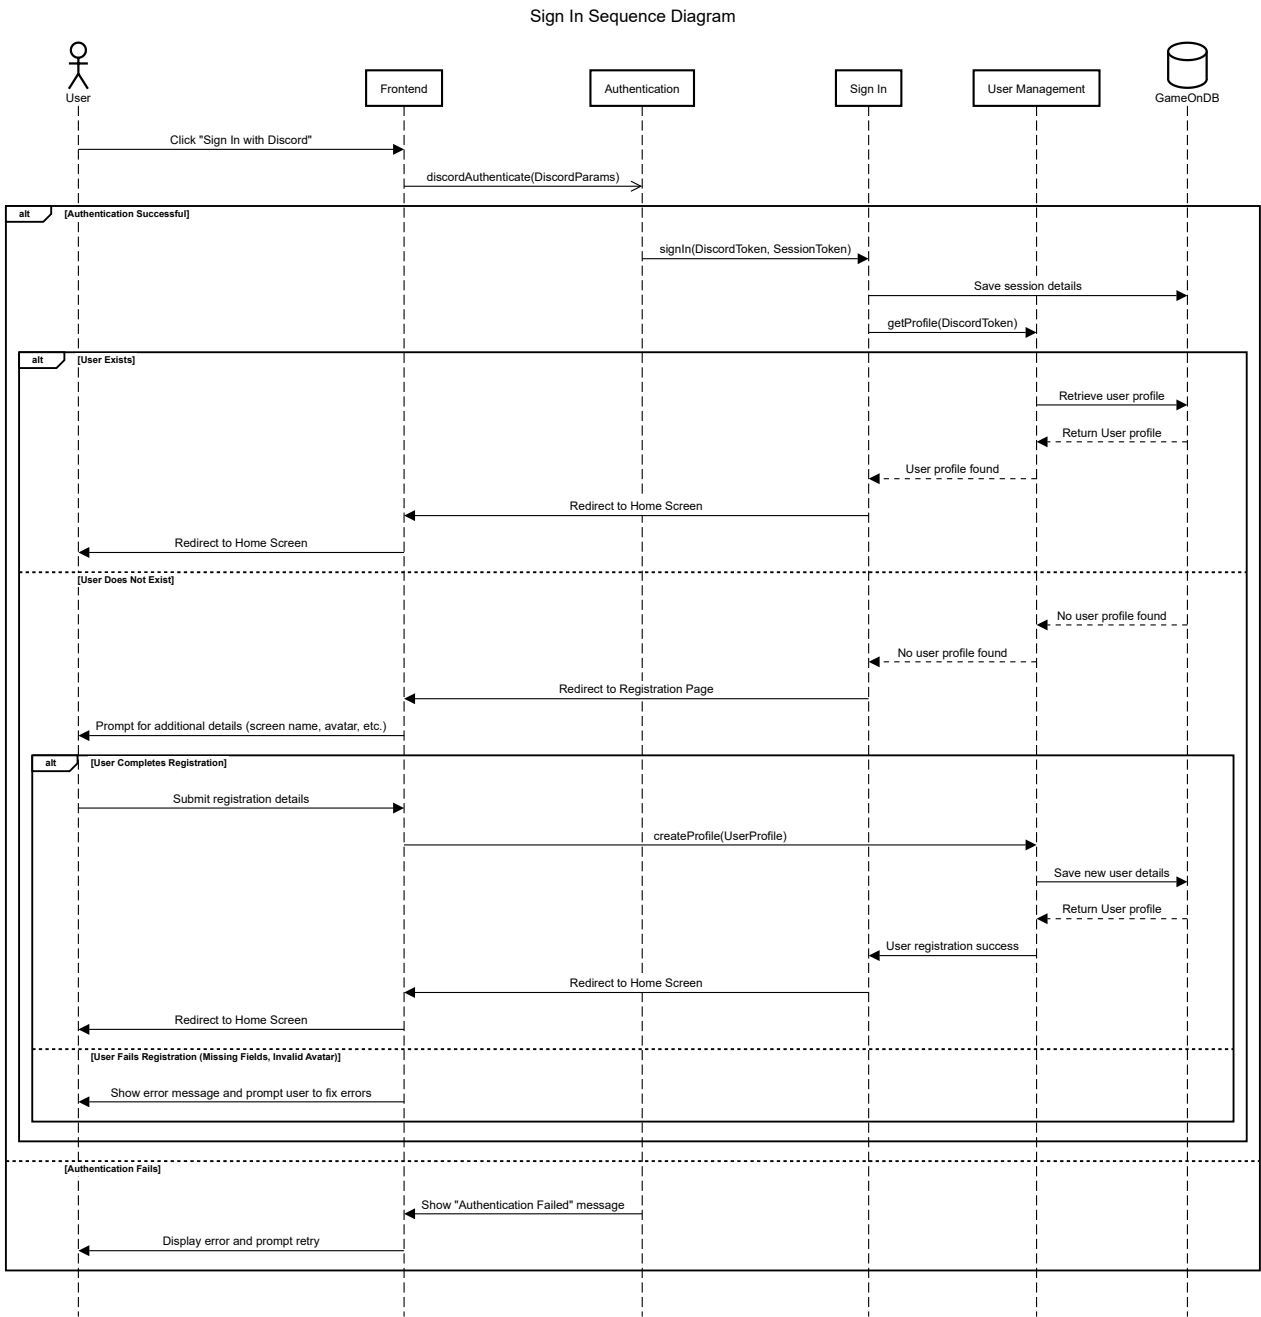 Sign In Sequence Diagram
User
Frontend
Authentication
Sign In
User Management
GameOnDB
Click "Sign In with Discord"
discordAuthenticate(DiscordParams)
alt
[Authentication Successful]
signIn(DiscordToken, SessionToken)
Save session details
getProfile(DiscordToken)
alt
[User Exists]
Retrieve user profile
Return User profile
User profile found
Redirect to Home Screen
Redirect to Home Screen
[User Does Not Exist]
No user profile found
No user profile found
Redirect to Registration Page
Prompt for additional details (screen name, avatar, etc.)
alt
[User Completes Registration]
Submit registration details
createProfile(UserProfile)
Save new user details
Return User profile
User registration success
Redirect to Home Screen
Redirect to Home Screen
[User Fails Registration (Missing Fields, Invalid Avatar)]
Show error message and prompt user to fix errors
[Authentication Fails]
Show "Authentication Failed" message
Display error and prompt retry